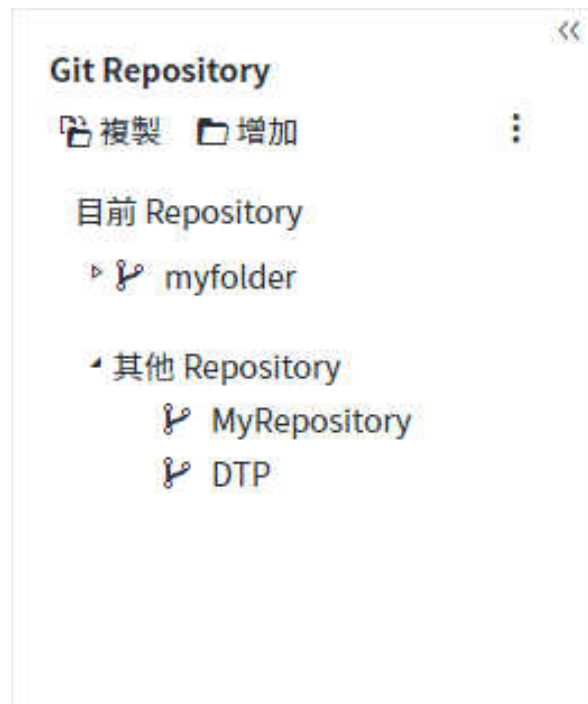 Git Repository
複製 增加
目前 Repository
myfolder
其他 Repository
MyRepository
DTP